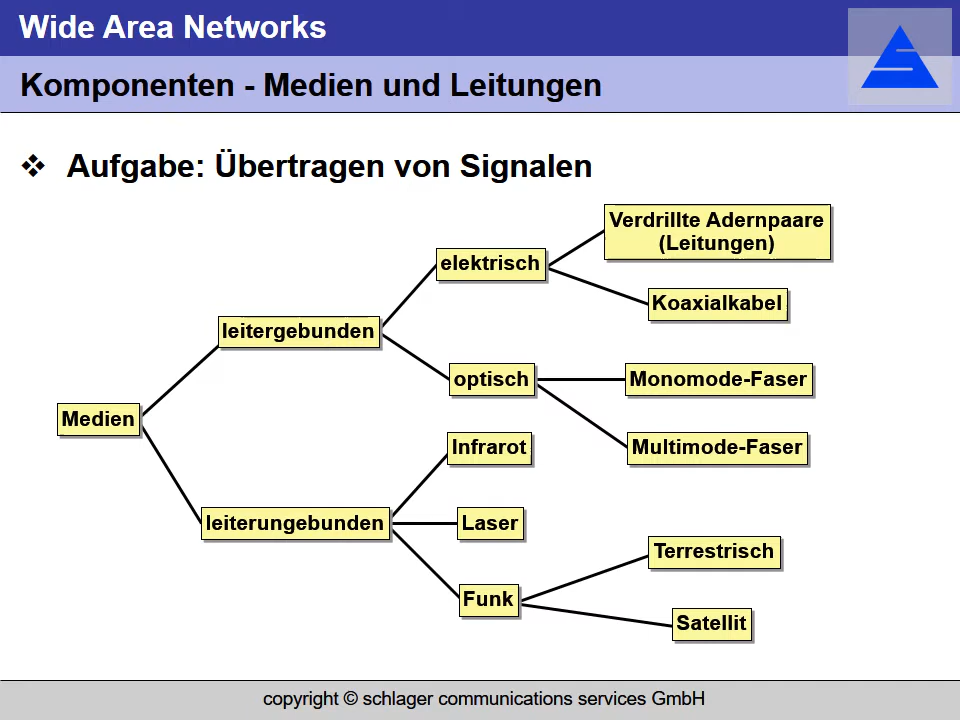 Wide Area Networks
Komponenten - Medien und Leitungen
Aufgabe: Übertragen von Signalen
Verdrillte Adernpaare
(Leitungen)
elektrisch
Koaxialkabel
leitergebunden
optisch
Monomode-Faser
Medien
Infrarot
Multimode-Faser
leiterungebunden
Laser
Terrestrisch
Funk
Satellit
copyright © schlager communications services GmbH